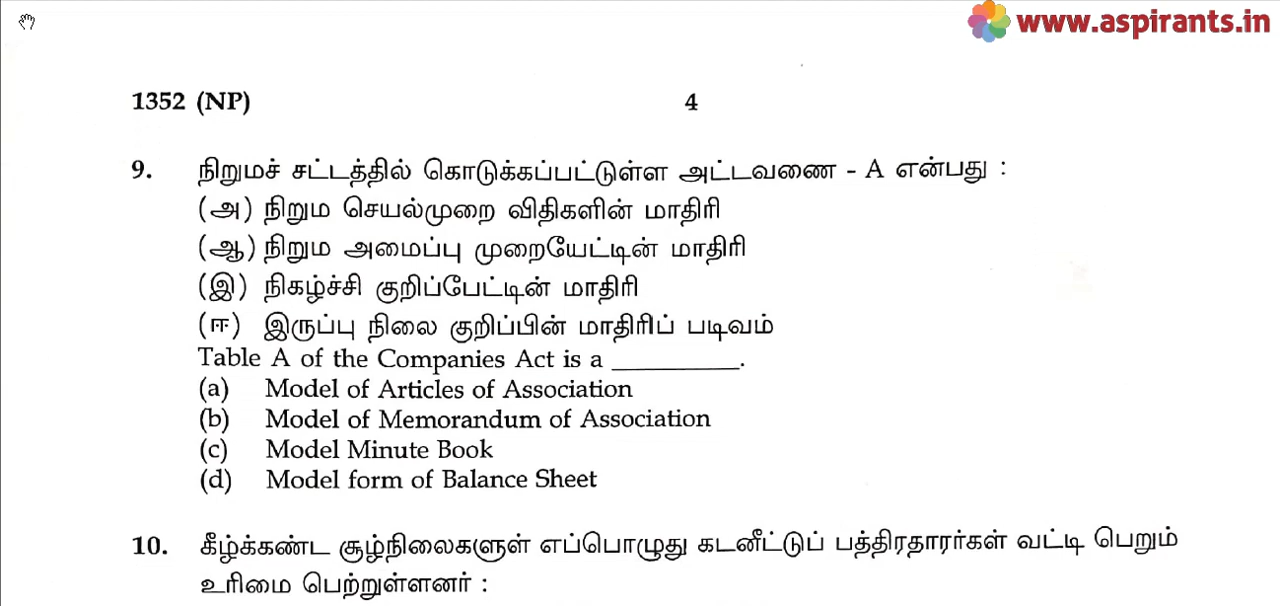 www.aspirants.in
1352 (NP) 4
9. நிறுமச் சட்டத்தில் கொடுக்கப்பட்டுள்ள அட்டவணை - A என்பது :
(அ) நிறும செயல்முறை விதிகளின் மாதிரி
(ஆ) நிறும அமைப்பு முறையேட்டின் மாதிரி
(இ) நிகழ்ச்சி குறிப்பேட்டின் மாதிரி
(ஈ) இருப்பு நிலை குறிப்பின் மாதிரிப் படிவம்
Table A of the Companies Act is a __________.
(a) Model of Articles of Association
(b) Model of Memorandum of Association
(c) Model Minute Book
(d) Model form of Balance Sheet
10. கீழ்க்கண்ட சூழ்நிலைகளுள் எப்பொழுது கடனீட்டுப் பத்திரதாரர்கள் வட்டி பெறும்
உரிமை பெற்றுள்ளனர் :